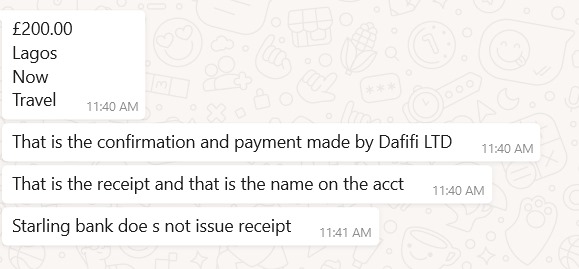 £200.00
Lagos
Now
Travel 11:40 AM
That is the confirmation and payment made by Dafifi LTD 11:40 AM
That is the receipt and that is the name on the acct 11:40 AM
Starling bank doe s not issue receipt 11:41 AM